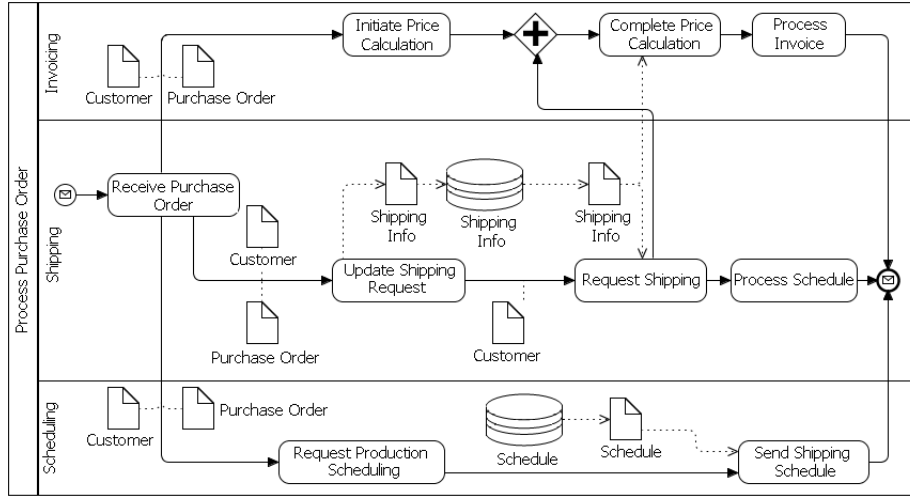 Process Purchase Order
Invoicing
Initiate Price
Calculation
Complete Price
Calculation
Process
Invoice
Customer
Purchase Order
Shipping
Receive Purchase
Order
Customer
Purchase Order
Shipping
Info
Shipping
Info
Shipping
Info
Update Shipping
Request
Customer
Request Shipping
Process Schedule
Scheduling
Customer
Purchase Order
Request Production
Scheduling
Schedule
Schedule
Send Shipping
Schedule